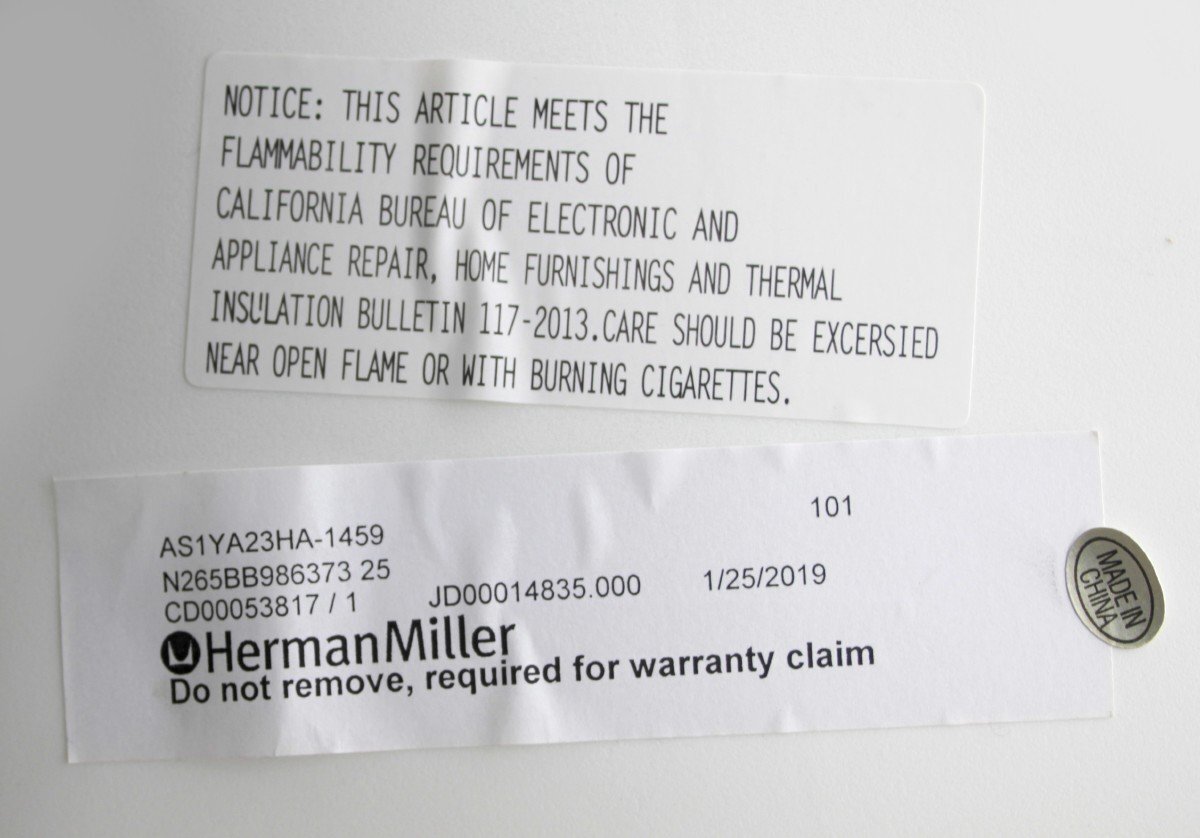 NOTICE: THIS ARTICLE MEETS THE
FLAMMABILITY REQUIREMENTS OF
CALIFORNIA BUREAU OF ELECTRONIC AND
APPLIANCE REPAIR, HOME FURNISHINGS AND THERMAL
INSULATION BULLETIN 117-2013.CARE SHOULD BE EXCERSIED
NEAR OPEN FLAME OR WITH BURNING CIGARETTES.
101
AS1YA23HA-1459
N265BB986373 25
CD00053817 / 1 JD00014835.000 1/25/2019
HermanMiller
Do not remove, required for warranty claim
MADE IN
CHINA